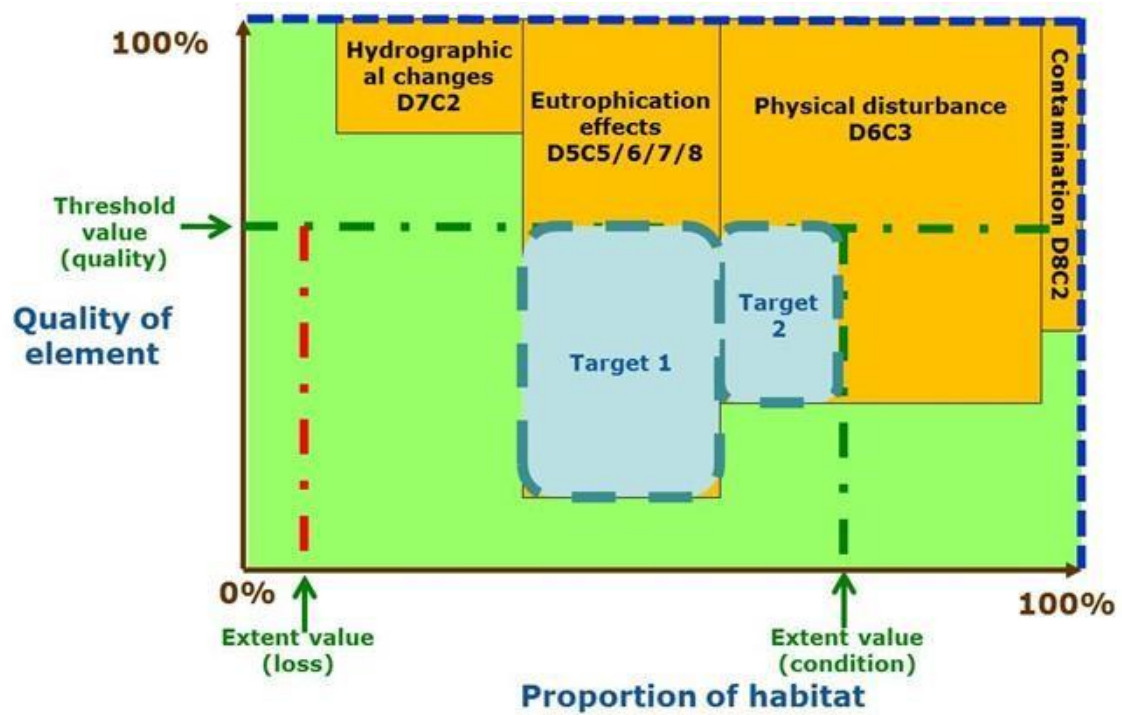 100%
Hydrographic
al changes
D7C2
Eutrophication
effects
D5C5/6/7/8
Physical disturbance
D6C3
Contamination D8C2
Threshold
value
(quality)
Quality of
element
Target 1
Target
2
0%
100%
Extent value
(loss)
Extent value
(condition)
Proportion of habitat